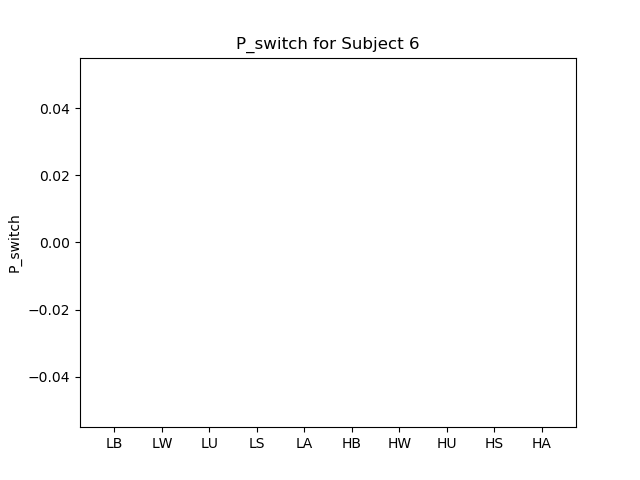 P_switch for Subject 6
P_switch
0.04
0.02
0.00
−0.02
−0.04
LB LW LU LS LA HB HW HU HS HA